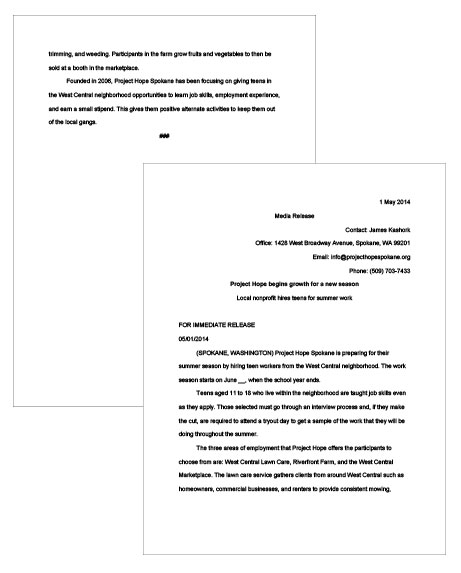 1 May 2014
Media Release
Contact: James Kashork
Office: 1428 West Broadway Avenue, Spokane, WA 99201
Email: info@projecthopespokane.org
Phone: (509) 703-7433
Project Hope begins growth for a new season
Local nonprofit hires teens for summer work
FOR IMMEDIATE RELEASE
05/01/2014
(SPOKANE, WASHINGTON) Project Hope Spokane is preparing for their
summer season by hiring teen workers from the West Central neighborhood. The work
season starts on June __, when the school year ends.
Teens aged 11 to 18 who live within the neighborhood are taught job skills even
as they apply. Those selected must go through an interview process and, if they make
the cut, are required to attend a tryout day to get a sample of the work that they will be
doing throughout the summer.
The three areas of employment that Project Hope offers the participants to
choose from are: West Central Lawn Care, Riverfront Farm, and the West Central
Marketplace. The lawn care service gathers clients from around West Central such as
homeowners, commercial businesses, and renters to provide consistent mowing,
trimming, and weeding. Participants in the farm grow fruits and vegetables to then be
sold at a booth in the marketplace.
Founded in 2006, Project Hope Spokane has been focusing on giving teens in
the West Central neighborhood opportunities to learn job skills, employment experience,
and earn a small stipend. This gives them positive alternate activities to keep them out
of the local gangs.
###